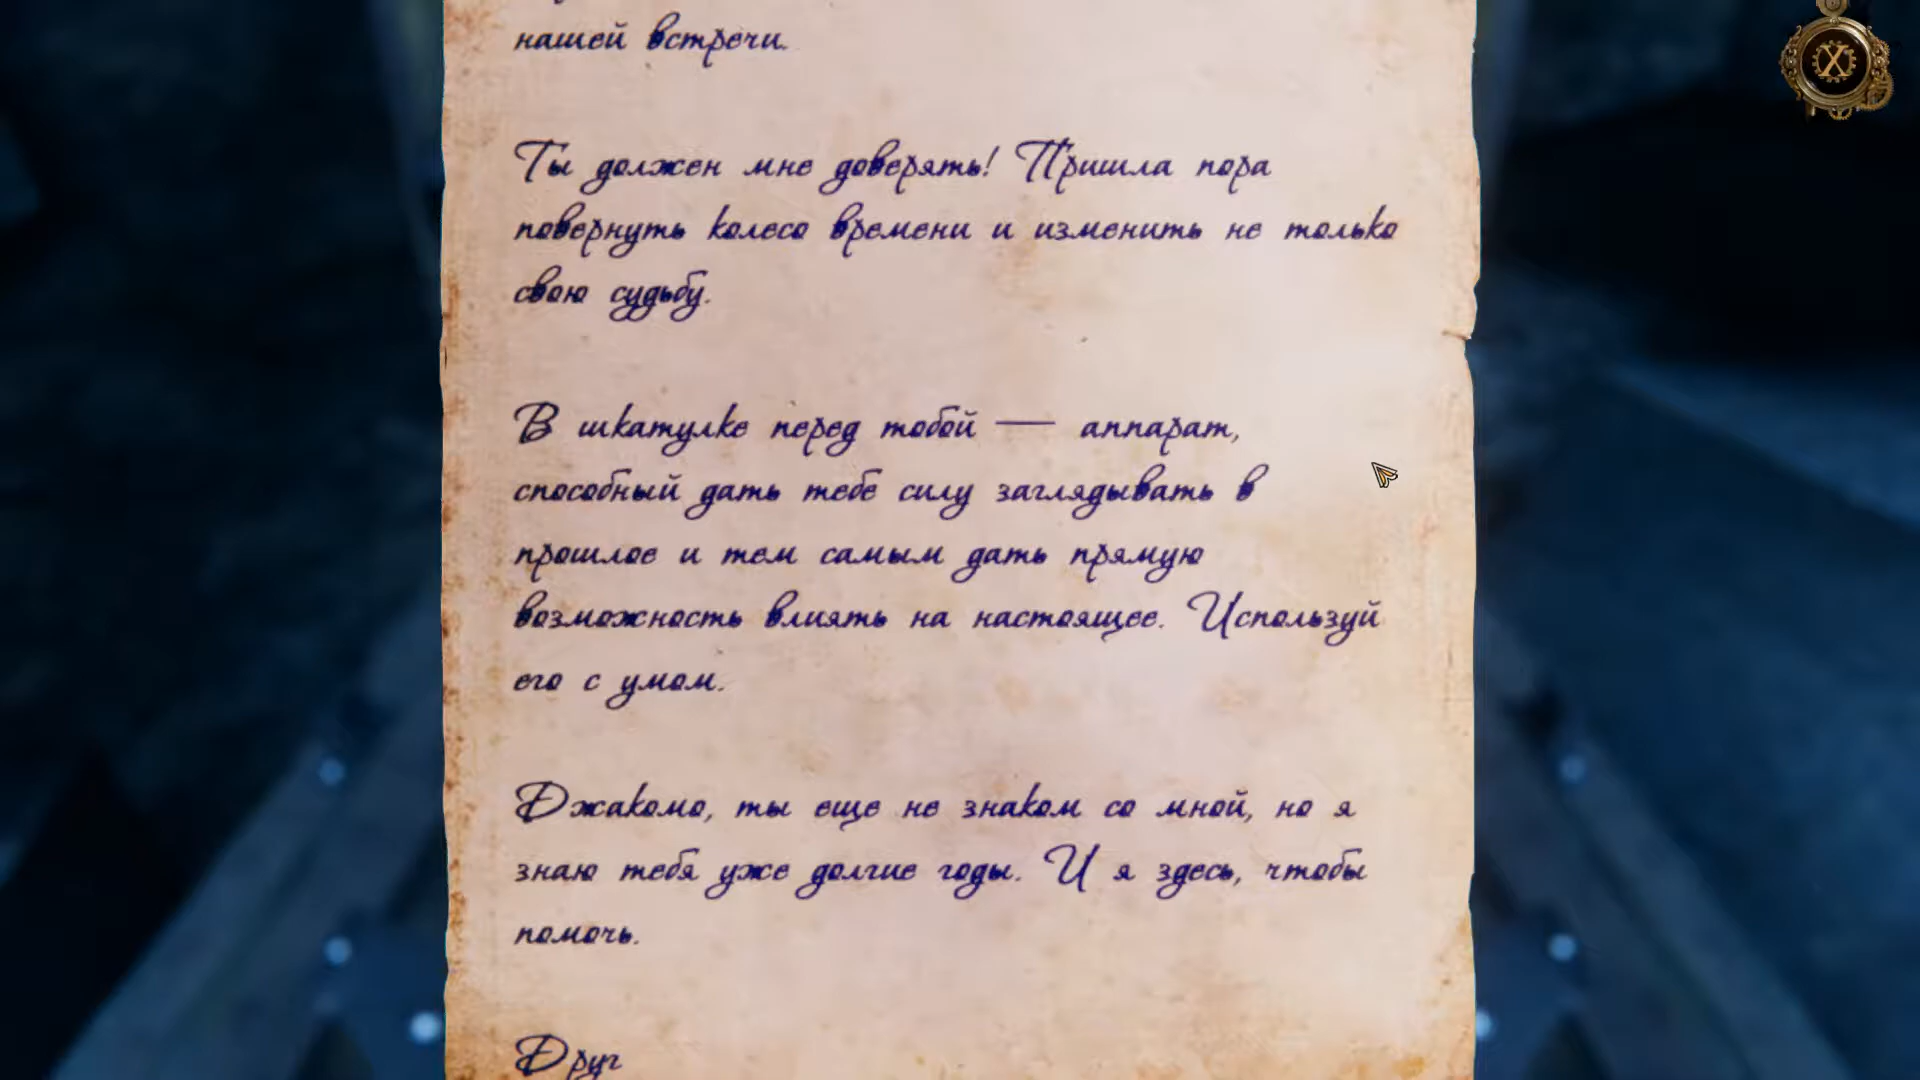 нашей встречи.
Ты должен мне доверять! Пришла пора
повернуть колесо времени и изменить не только
свою судьбу.
В шкатулке перед тобой — аппарат,
способный дать тебе силу заглядывать в
прошлое и тем самым дать прямую
возможность влиять на настоящее. Используй
его с умом.
Джакомо, ты еще не знаком со мной, но я
знаю тебя уже долгие годы. И я здесь, чтобы
помочь.
Друг